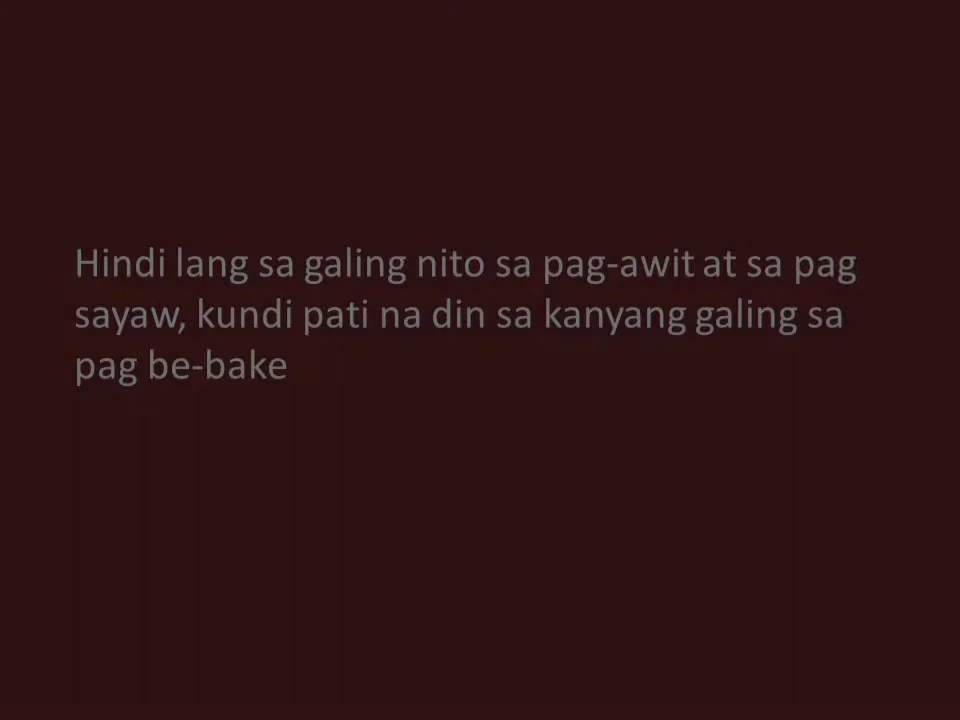 Hindi lang sa galing nito sa pag-awit at sa pag
sayaw, kundi pati na din sa kanyang galing sa
pag be-bake